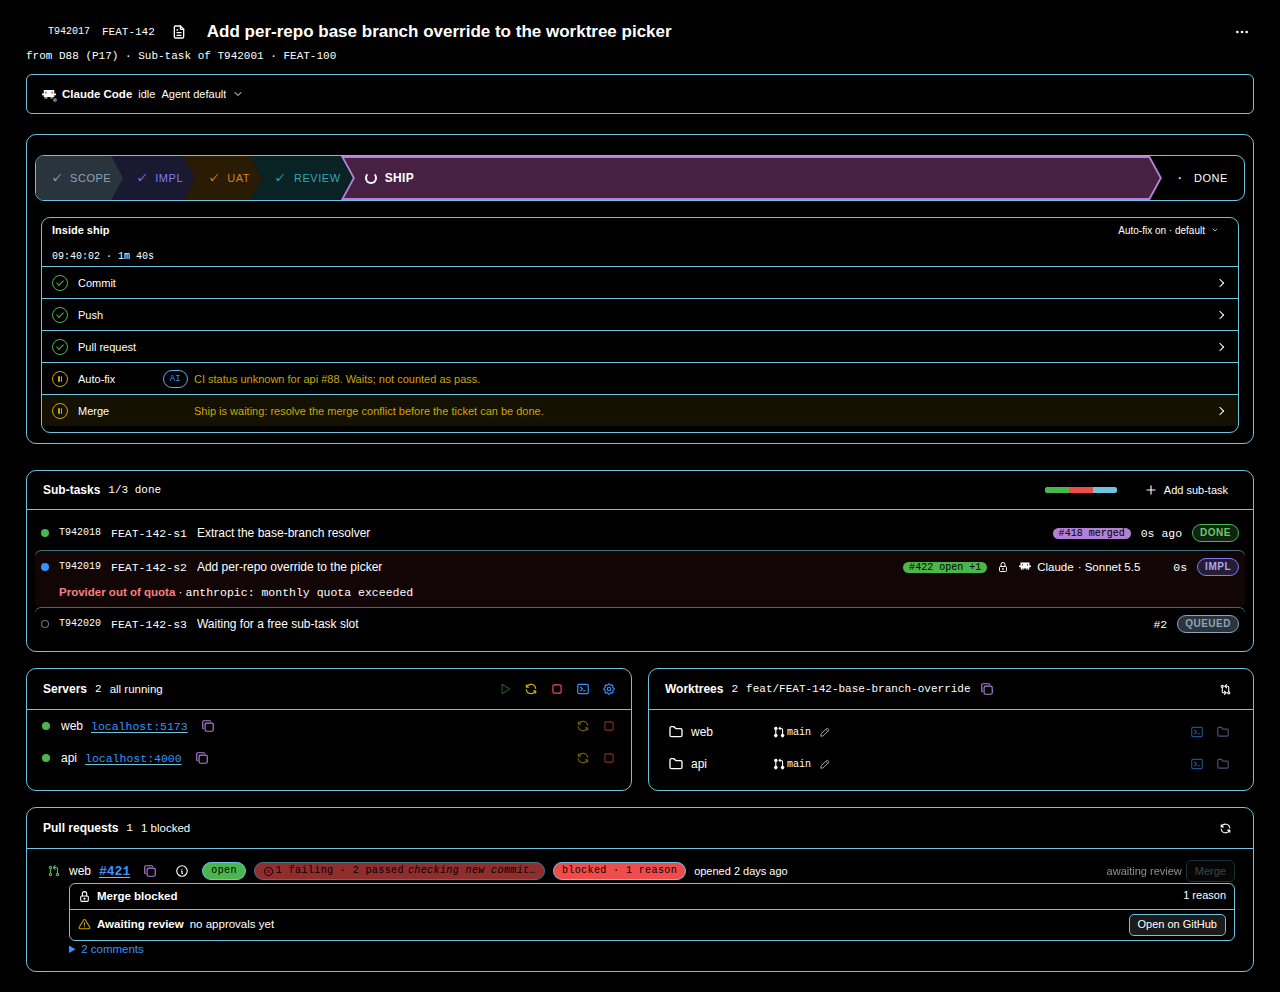 T942017 FEAT-142 Add per-repo base branch override to the worktree picker
from D88 (P17) · Sub-task of T942001 · FEAT-100
Claude Code idle Agent default
SCOPE IMPL UAT REVIEW SHIP · DONE
Inside ship Auto-fix on · default
09:40:02 · 1m 40s
Commit
Push
Pull request
Auto-fix AI CI status unknown for api #88. Waits; not counted as pass.
Merge Ship is waiting: resolve the merge conflict before the ticket can be done.
Sub-tasks 1/3 done Add sub-task
T942018 FEAT-142-s1 Extract the base-branch resolver #418 merged 0s ago DONE
T942019 FEAT-142-s2 Add per-repo override to the picker #422 open +1 Claude · Sonnet 5.5 0s IMPL
Provider out of quota · anthropic: monthly quota exceeded
T942020 FEAT-142-s3 Waiting for a free sub-task slot #2 QUEUED
Servers 2 all running
web localhost:5173
api localhost:4000
Worktrees 2 feat/FEAT-142-base-branch-override
web main
api main
Pull requests 1 1 blocked
web #421 open 1 failing · 2 passed checking new commit… blocked · 1 reason opened 2 days ago awaiting review Merge
Merge blocked 1 reason
Awaiting review no approvals yet Open on GitHub
2 comments